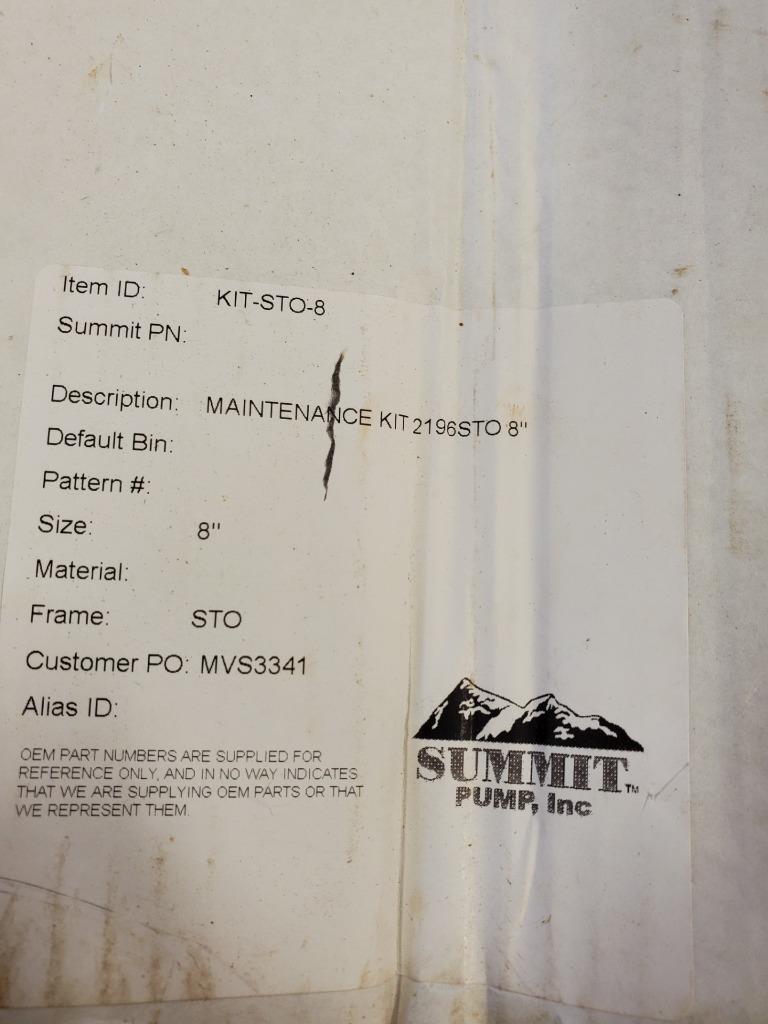 Item ID: KIT-STO-8
Summit PN:
Description: MAINTENANCE KIT 2196STO 8"
Default Bin:
Pattern #:
Size: 8"
Material:
Frame: STO
Customer PO: MVS3341
Alias ID:
OEM PART NUMBERS ARE SUPPLIED FOR
REFERENCE ONLY, AND IN NO WAY INDICATES
THAT WE ARE SUPPLYING OEM PARTS OR THAT
WE REPRESENT THEM.
SUMMIT™
PUMP, Inc